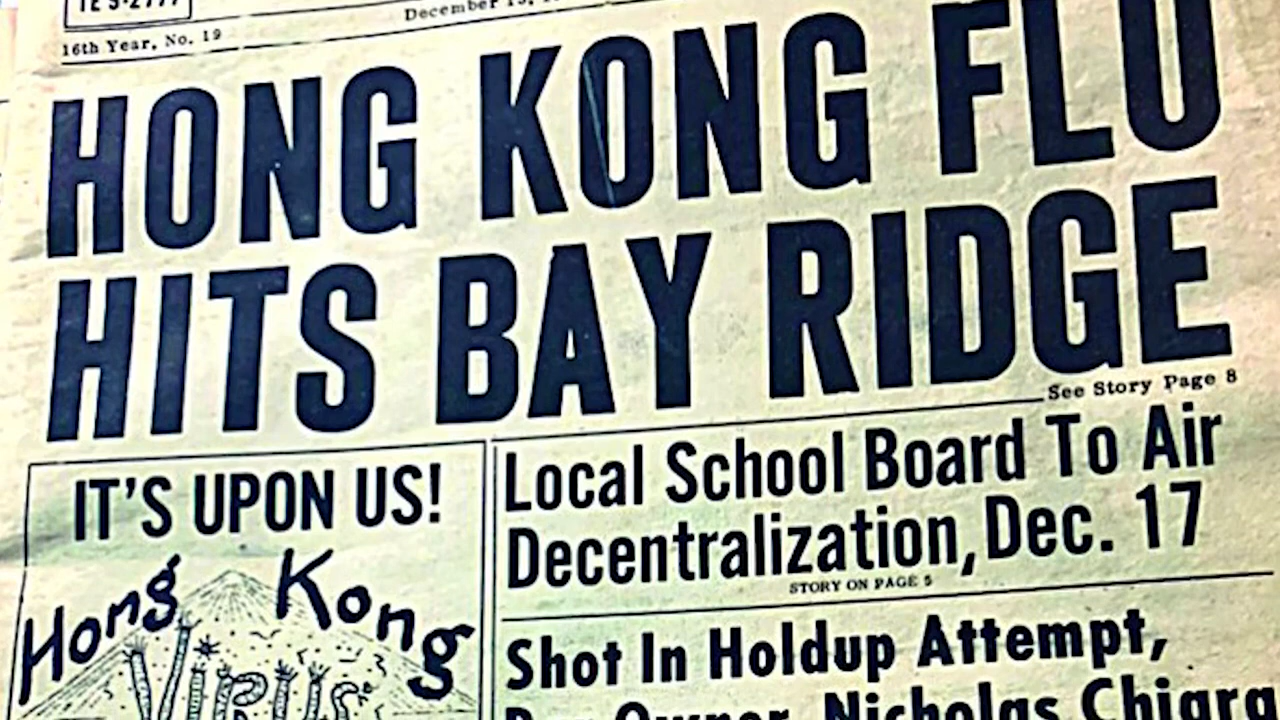 16th Year, No. 19
December
HONG KONG FLU
HITS BAY RIDGE
See Story Page 8
IT'S UPON US!
Hong Kong
VIRUS
Local School Board To Air
Decentralization, Dec. 17
STORY ON PAGE 5
Shot In Holdup Attempt,
Owner, Nicholas Chiara